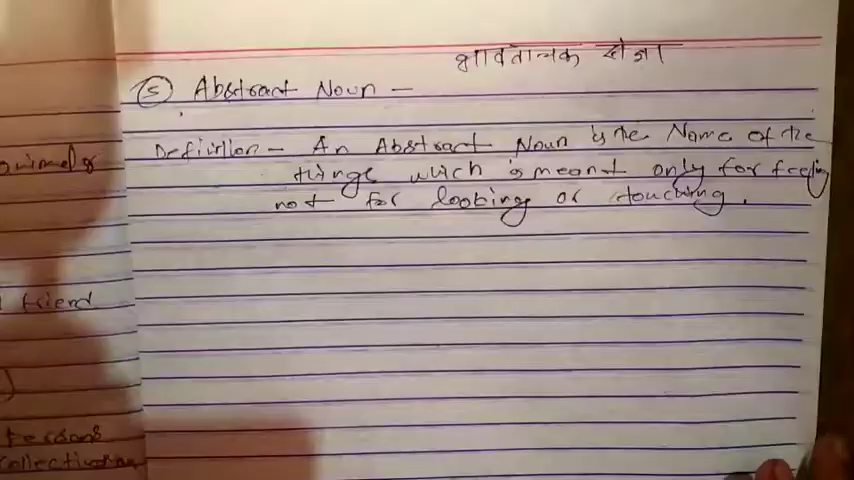 भाववाचक संज्ञा
(5) Abstract Noun -
Definition - An Abstract Noun is the Name of the
things which is meant only for feeling
not for looking or touching.
friend
Persons